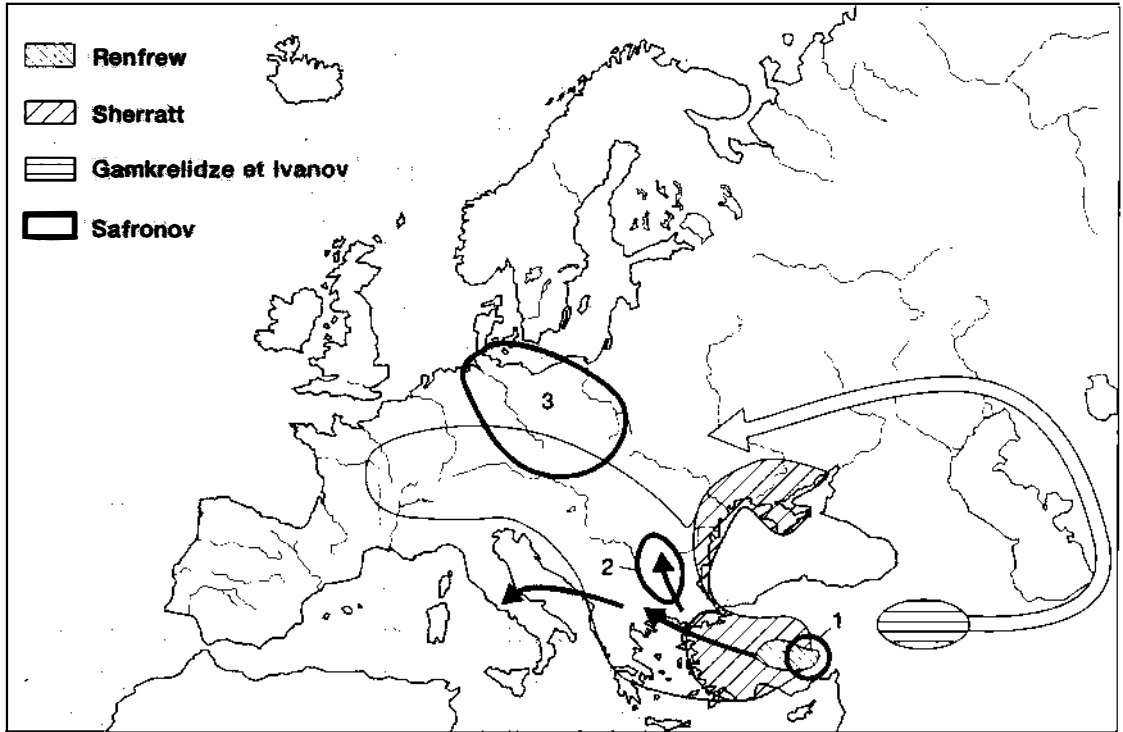 Renfrew
Sherratt
Gamkrelidze et Ivanov
Safronov
3
2
1